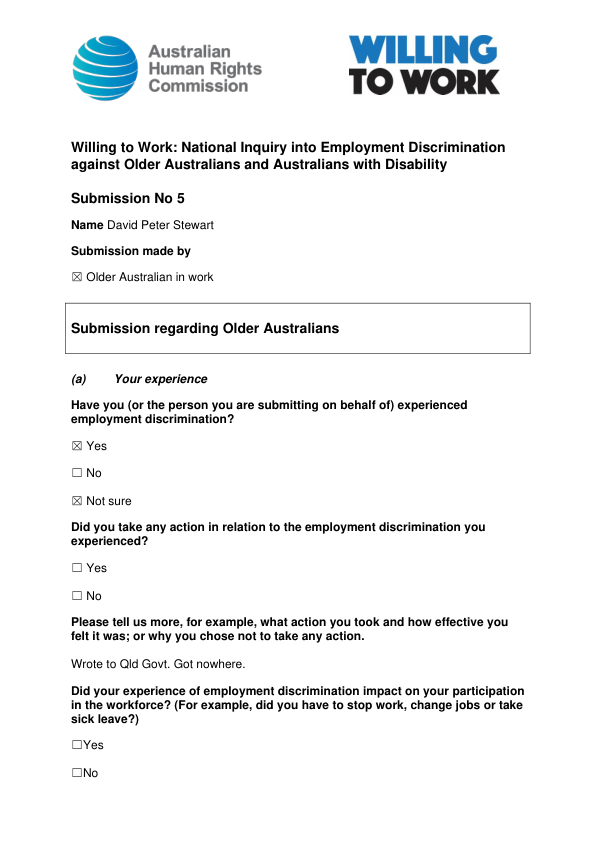 Australian
Human Rights
Commission
WILLING
TO WORK
Willing to Work: National Inquiry into Employment Discrimination
against Older Australians and Australians with Disability
Submission No 5
Name David Peter Stewart
Submission made by
☒ Older Australian in work
Submission regarding Older Australians
(a) Your experience
Have you (or the person you are submitting on behalf of) experienced
employment discrimination?
☒ Yes
☐ No
☒ Not sure
Did you take any action in relation to the employment discrimination you
experienced?
☐ Yes
☐ No
Please tell us more, for example, what action you took and how effective you
felt it was; or why you chose not to take any action.
Wrote to Qld Govt. Got nowhere.
Did your experience of employment discrimination impact on your participation
in the workforce? (For example, did you have to stop work, change jobs or take
sick leave?)
☐Yes
☐No